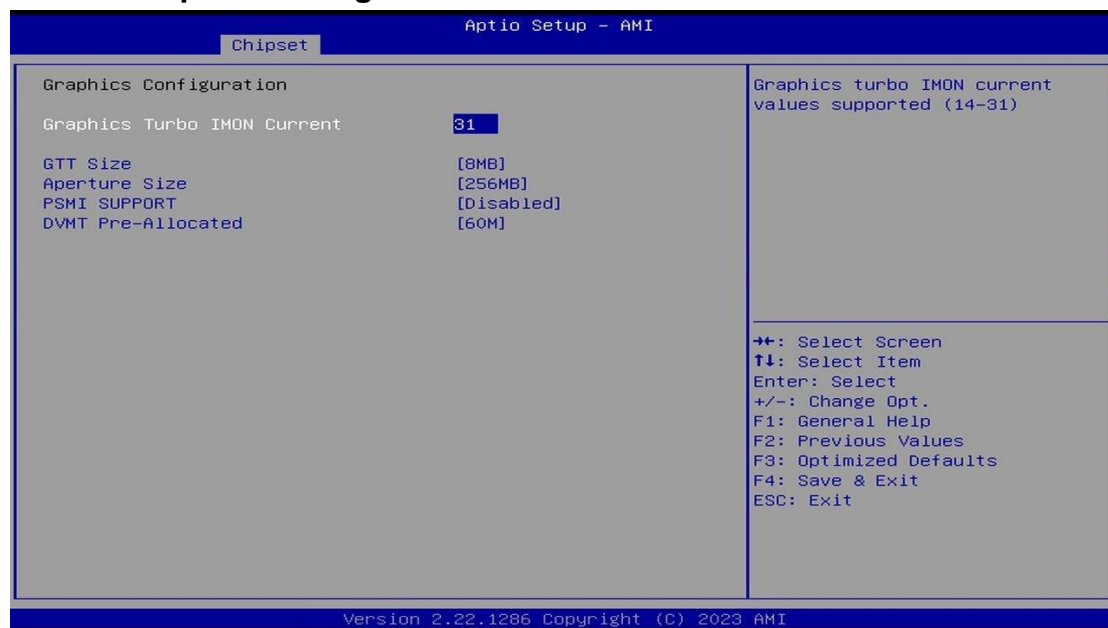 Aptio Setup – AMI
Chipset
Graphics Configuration
Graphics Turbo IMON Current 31
GTT Size [8MB]
Aperture Size [256MB]
PSMI SUPPORT [Disabled]
DVMT Pre-Allocated [60M]
Graphics turbo IMON current
values supported (14-31)
→←: Select Screen
↑↓: Select Item
Enter: Select
+/-: Change Opt.
F1: General Help
F2: Previous Values
F3: Optimized Defaults
F4: Save & Exit
ESC: Exit
Version 2.22.1286 Copyright (C) 2023 AMI